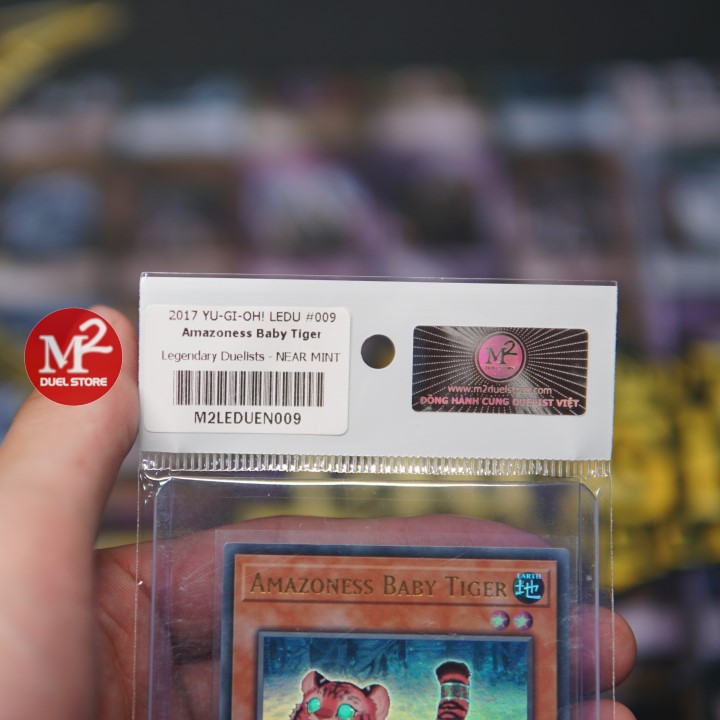 2017 YU-GI-OH! LEDU #009
Amazoness Baby Tiger
Legendary Duelists - NEAR MINT
M2LEDUEN009
M2
www.m2duelstore.com
ĐỒNG HÀNH CÙNG DUELIST VIỆT
M2
DUEL STORE
AMAZONESS BABY TIGER
EARTH
地